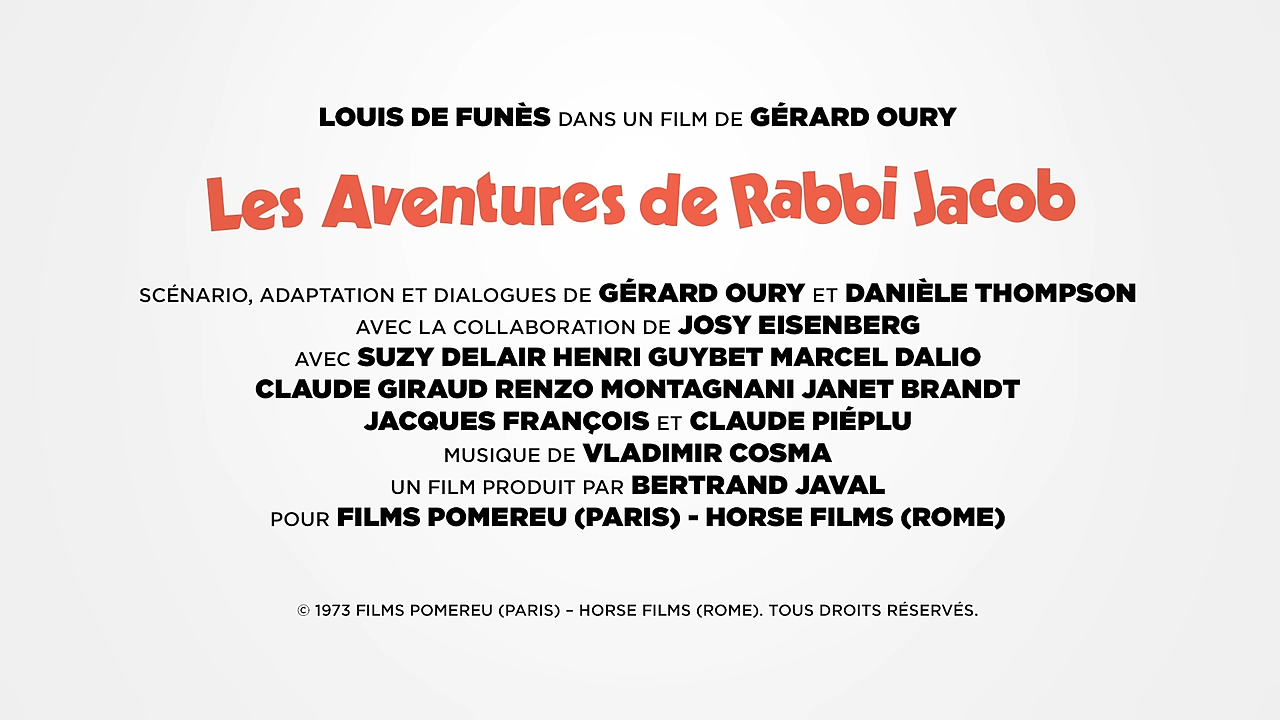 LOUIS DE FUNÈS DANS UN FILM DE GÉRARD OURY
Les Aventures de Rabbi Jacob
SCÉNARIO, ADAPTATION ET DIALOGUES DE GÉRARD OURY ET DANIÈLE THOMPSON
AVEC LA COLLABORATION DE JOSY EISENBERG
AVEC SUZY DELAIR HENRI GUYBET MARCEL DALIO
CLAUDE GIRAUD RENZO MONTAGNANI JANET BRANDT
JACQUES FRANÇOIS ET CLAUDE PIÉPLU
MUSIQUE DE VLADIMIR COSMA
UN FILM PRODUIT PAR BERTRAND JAVAL
POUR FILMS POMEREU (PARIS) - HORSE FILMS (ROME)
© 1973 FILMS POMEREU (PARIS) – HORSE FILMS (ROME). TOUS DROITS RÉSERVÉS.